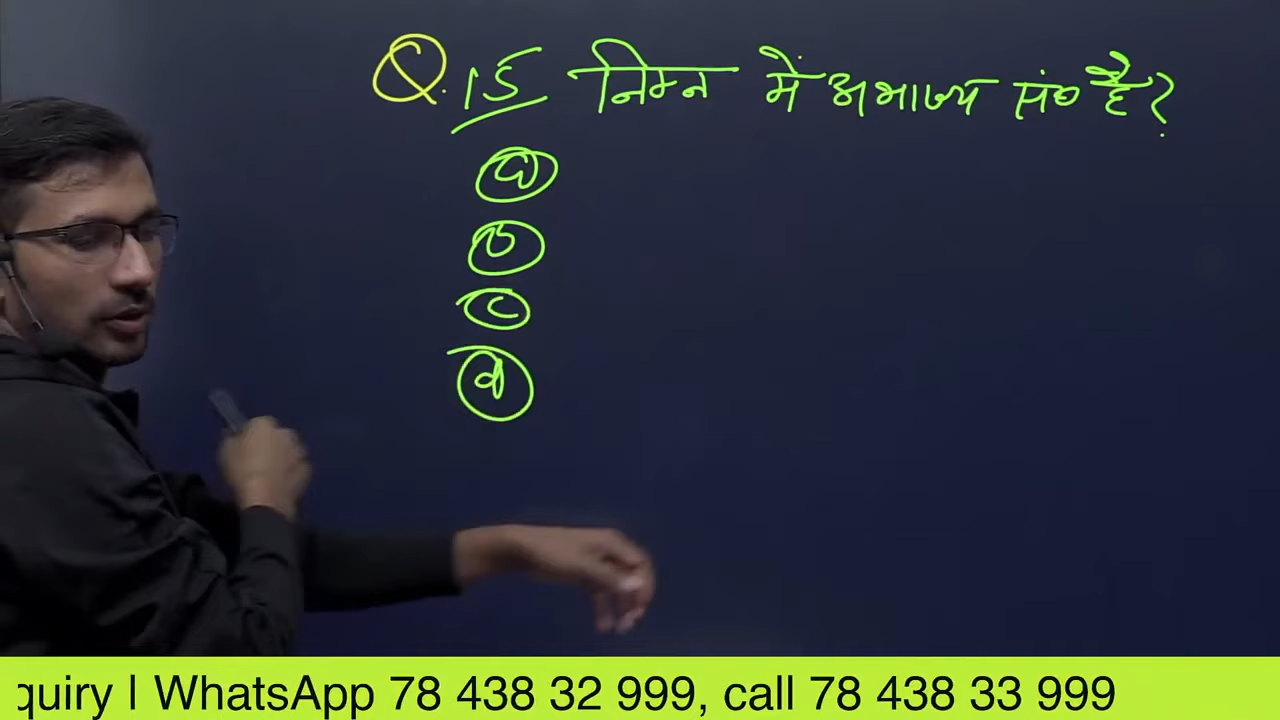 Q.15 निम्न में अभाज्य सं० है?
(a)
(b)
(c)
(d)
quiry | WhatsApp 78 438 32 999, call 78 438 33 999